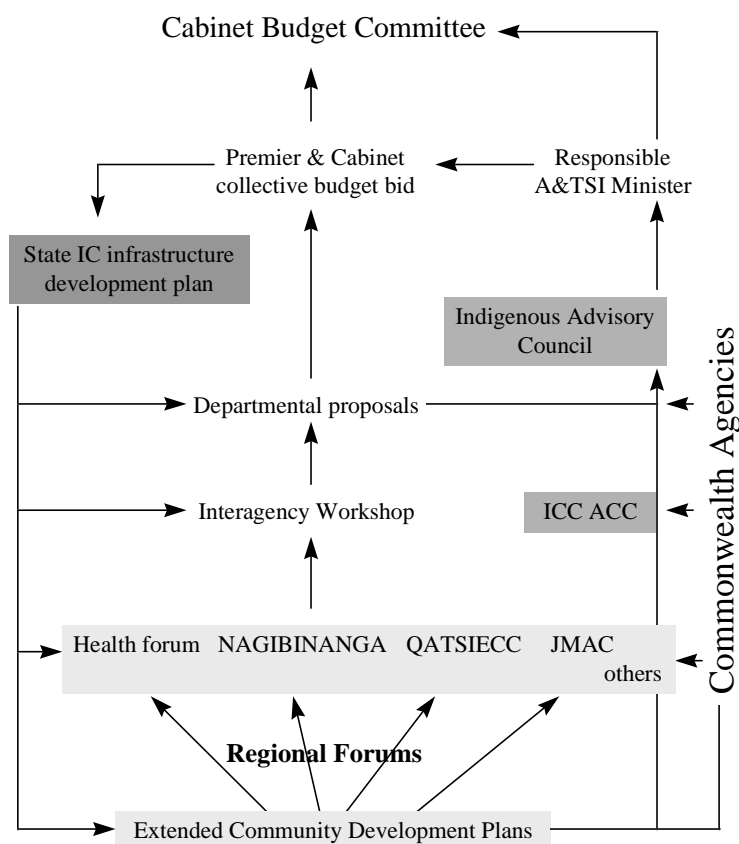 Cabinet Budget Committee
Premier & Cabinet
collective budget bid
Responsible
A&TSI Minister
State IC infrastructure
development plan
Indigenous Advisory
Council
Commonwealth Agencies
Departmental proposals
Interagency Workshop
ICC ACC
Health forum NAGIBINANGA QATSIECC JMAC
others
Regional Forums
Extended Community Development Plans